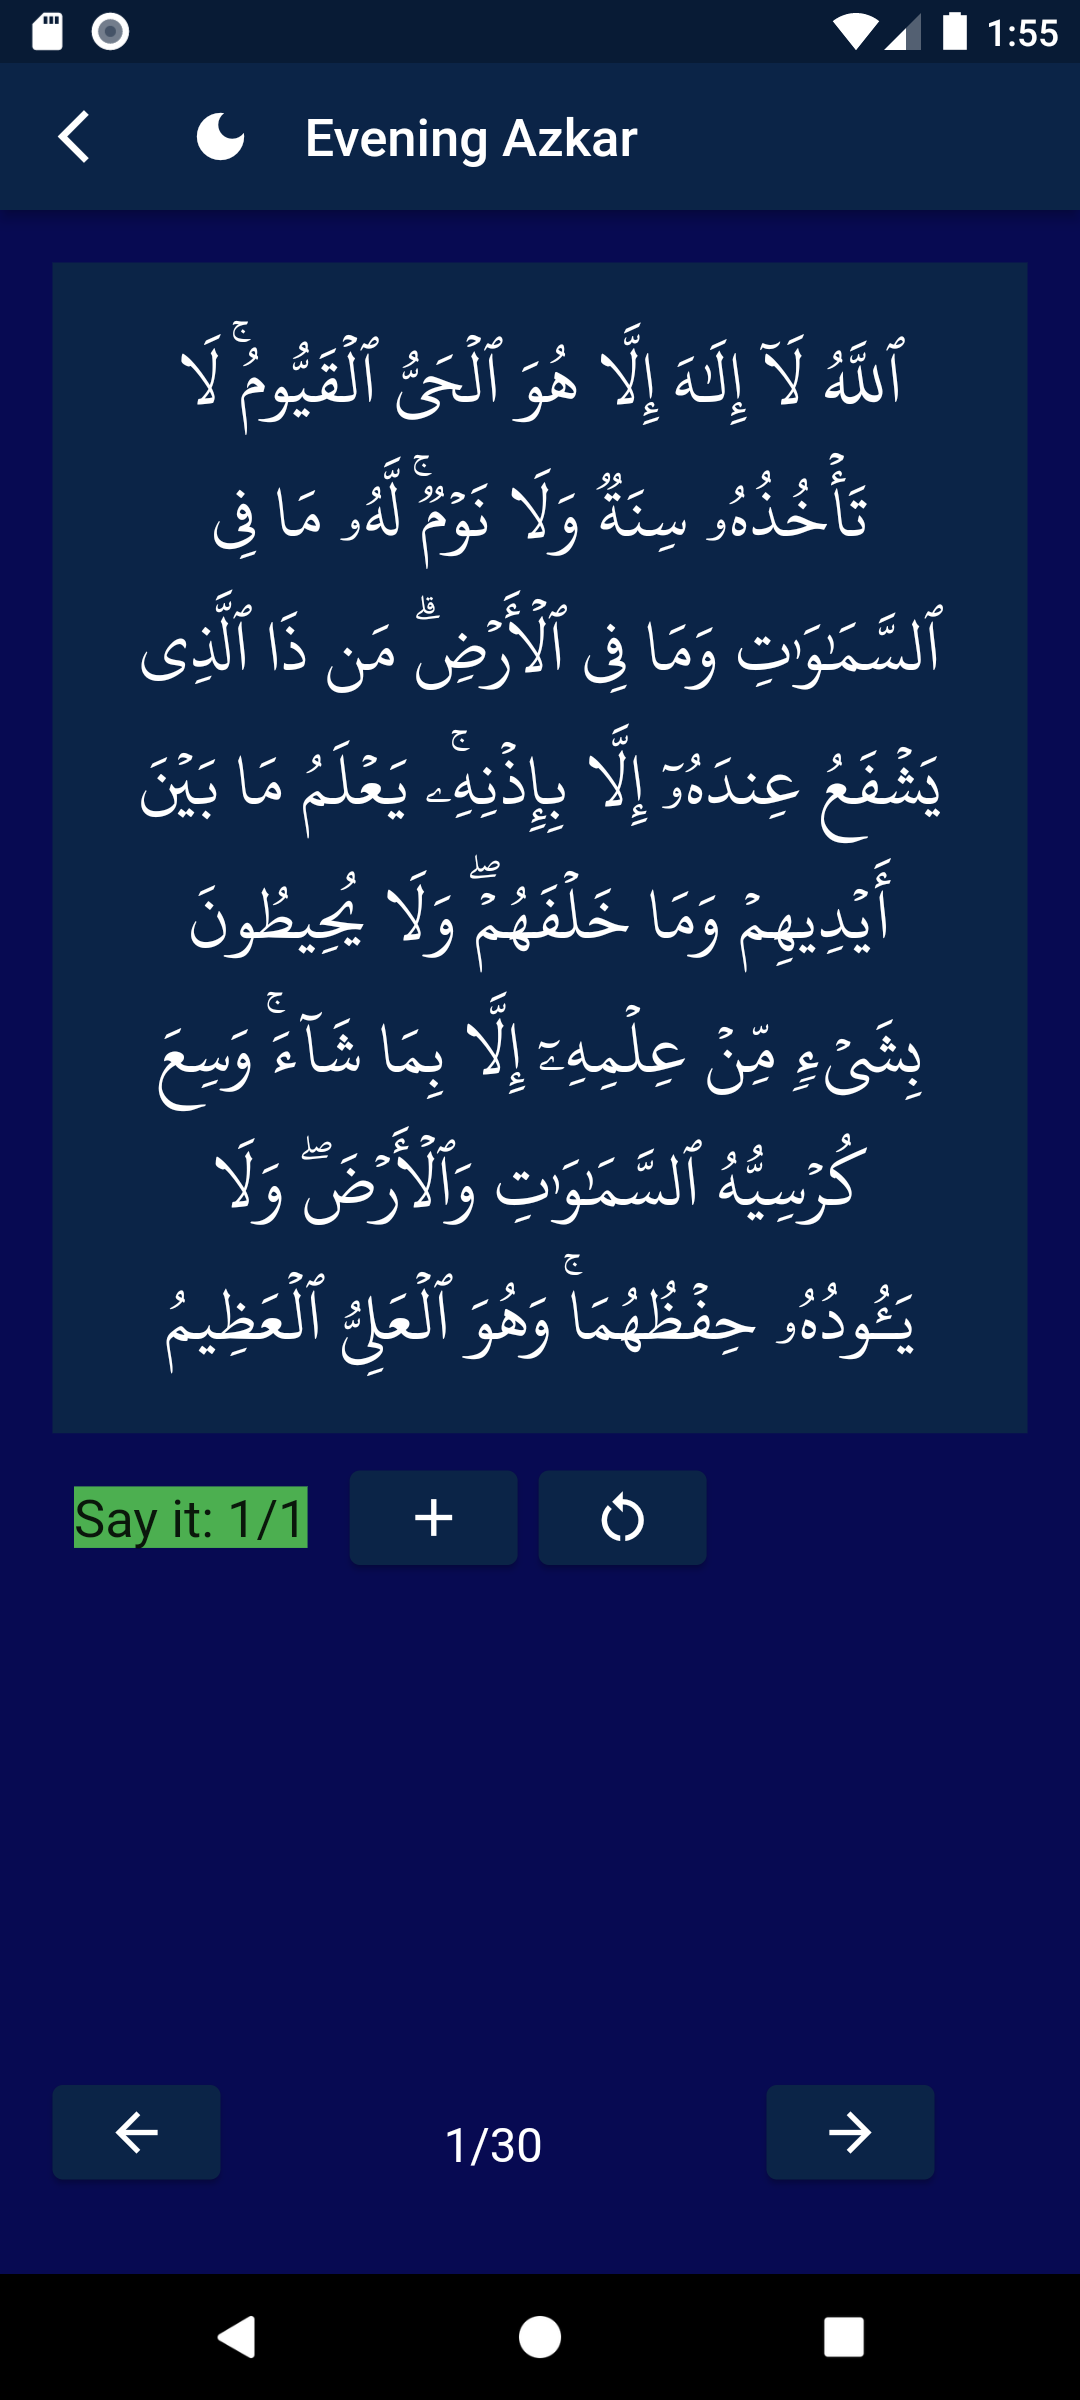 1:55
Evening Azkar
ٱللَّهُ لَآ إِلَـٰهَ إِلَّا هُوَ ٱلْحَىُّ ٱلْقَيُّومُ ۚ لَا
تَأْخُذُهُۥ سِنَةٌ وَلَا نَوْمٌ ۚ لَّهُۥ مَا فِى
ٱلسَّمَـٰوَٰتِ وَمَا فِى ٱلْأَرْضِ ۗ مَن ذَا ٱلَّذِى
يَشْفَعُ عِندَهُۥٓ إِلَّا بِإِذْنِهِۦ ۚ يَعْلَمُ مَا بَيْنَ
أَيْدِيهِمْ وَمَا خَلْفَهُمْ ۖ وَلَا يُحِيطُونَ
بِشَىْءٍ مِّنْ عِلْمِهِۦٓ إِلَّا بِمَا شَآءَ ۚ وَسِعَ
كُرْسِيُّهُ ٱلسَّمَـٰوَٰتِ وَٱلْأَرْضَ ۖ وَلَا
يَـُٔودُهُۥ حِفْظُهُمَا ۚ وَهُوَ ٱلْعَلِىُّ ٱلْعَظِيمُ
Say it: 1/1
1/30